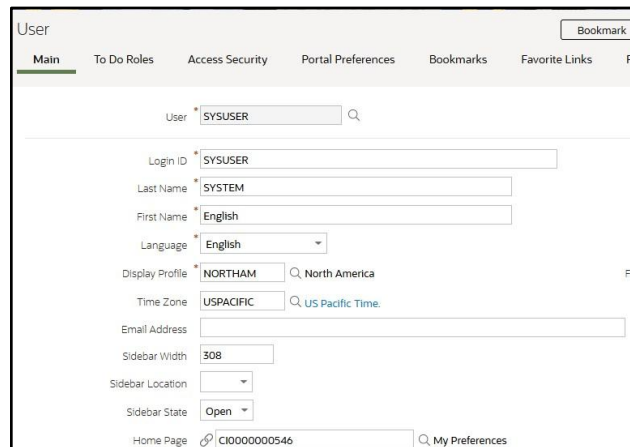 User
Bookmark
Main To Do Roles Access Security Portal Preferences Bookmarks Favorite Links
User * SYSUSER
Login ID * SYSUSER
Last Name * SYSTEM
First Name * English
Language * English
Display Profile * NORTHAM North America
Time Zone USPACIFIC US Pacific Time.
Email Address
Sidebar Width 308
Sidebar Location
Sidebar State Open
Home Page CI0000000546 My Preferences